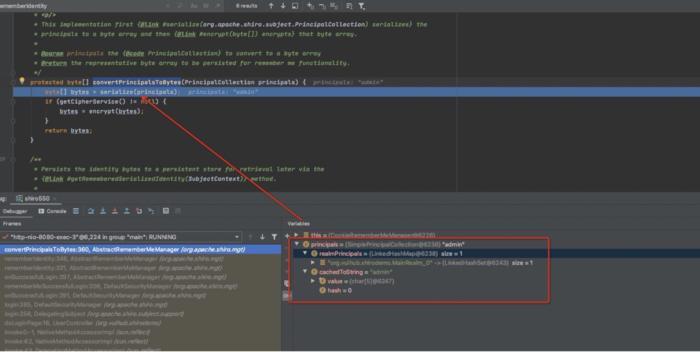 ememberIdentity
6 results
* <p/>
* This implementation first {@link #serialize(org.apache.shiro.subject.PrincipalCollection) serializes} the
* principals to a byte array and then {@link #encrypt(byte[]) encrypts} that byte array.
*
* @param principals the {@code PrincipalCollection} to convert to a byte array
* @return the representative byte array to be persisted for remember me functionality.
*/
protected byte[] convertPrincipalsToBytes(PrincipalCollection principals) {  principals: "admin"
byte[] bytes = serialize(principals);  principals: "admin"
if (getCipherService() != null) {
bytes = encrypt(bytes);
}
return bytes;
}
/**
* Persists the identity bytes to a persistent store for retrieval later via the
* {@link #getRememberedSerializedIdentity(SubjectContext)} method.
*
shiro550
Debugger Console
Frames
Variables
"http-nio-8080-exec-3"@6,224 in group "main": RUNNING
this = {CookieRememberMeManager@6236}
convertPrincipalsToBytes:360, AbstractRememberMeManager (org.apache.shiro.mgt)
principals = {SimplePrincipalCollection@6238} "admin"
rememberIdentity:346, AbstractRememberMeManager (org.apache.shiro.mgt)
realmPrincipals = {LinkedHashMap@6239} size = 1
rememberIdentity:321, AbstractRememberMeManager (org.apache.shiro.mgt)
"org.vulhub.shirodemo.MainRealm_0" -> {LinkedHashSet@6243} size = 1
onSuccessfulLogin:297, AbstractRememberMeManager (org.apache.shiro.mgt)
cachedToString = "admin"
rememberMeSuccessfulLogin:206, DefaultSecurityManager (org.apache.shiro.mgt)
value = {char[5]@6247}
onSuccessfulLogin:291, DefaultSecurityManager (org.apache.shiro.mgt)
hash = 0
login:285, DefaultSecurityManager (org.apache.shiro.mgt)
login:256, DelegatingSubject (org.apache.shiro.subject.support)
doLoginPage:18, UserController (org.vulhub.shirodemo)
invoke0:-1, NativeMethodAccessorImpl (sun.reflect)
invoke:62, NativeMethodAccessorImpl (sun.reflect)